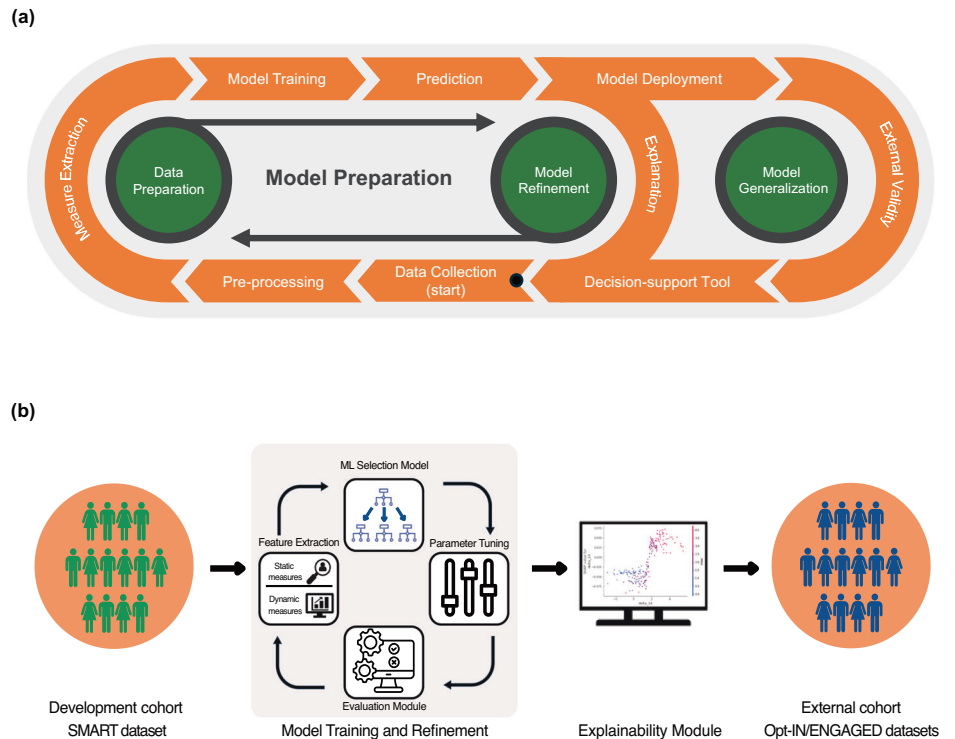 (a)
Model Training
Prediction
Model Deployment
Measure Extraction
Data
Preparation
Model Preparation
Model
Refinement
Explanation
Model
Generalization
External Validity
Pre-processing
Data Collection
(start)
Decision-support Tool
(b)
ML Selection Model
Feature Extraction
Static
measures
Dynamic
measures
Parameter Tuning
Evaluation Module
Development cohort
SMART dataset
Model Training and Refinement
Explainability Module
External cohort
Opt-IN/ENGAGED datasets